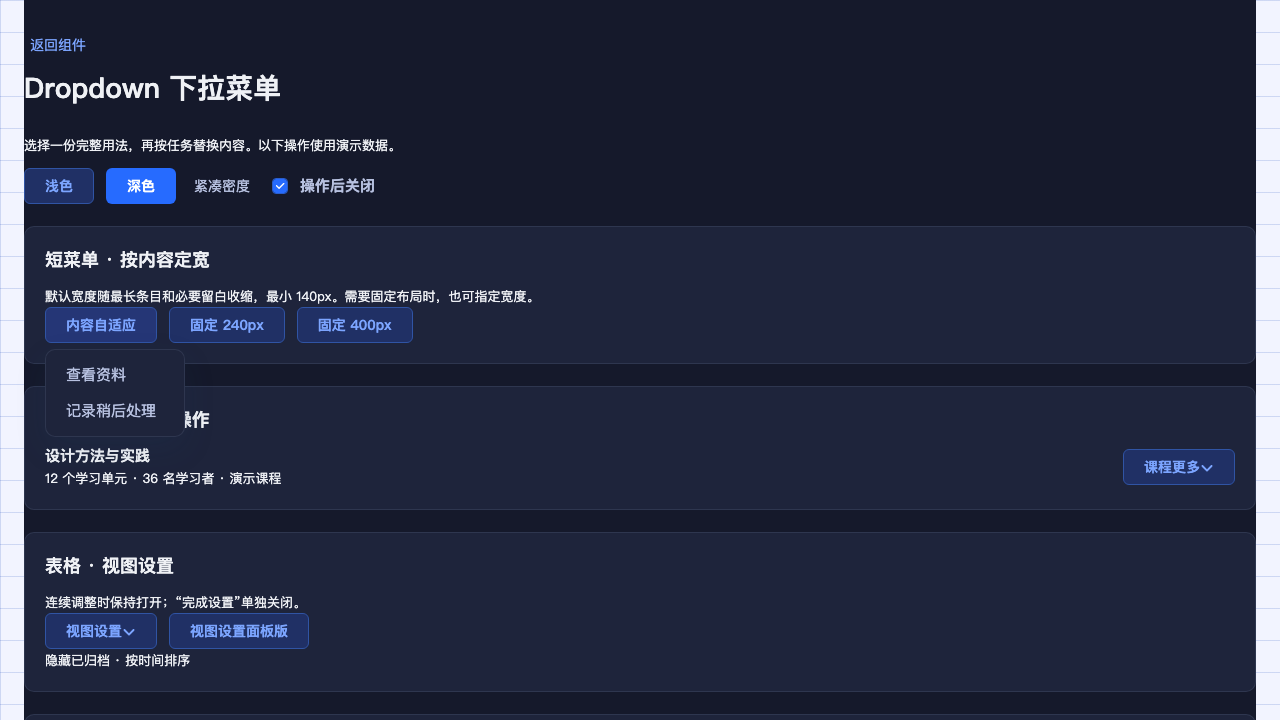 返回组件
Dropdown 下拉菜单
选择一份完整用法，再按任务替换内容。以下操作使用演示数据。
浅色
深色
紧凑密度
操作后关闭
短菜单 · 按内容定宽
默认宽度随最长条目和必要留白收缩，最小 140px。需要固定布局时，也可指定宽度。
内容自适应
固定 240px
固定 400px
查看资料
记录稍后处理
操作
设计方法与实践
12 个学习单元 · 36 名学习者 · 演示课程
课程更多
表格 · 视图设置
连续调整时保持打开；“完成设置”单独关闭。
视图设置
视图设置面板版
隐藏已归档 · 按时间排序